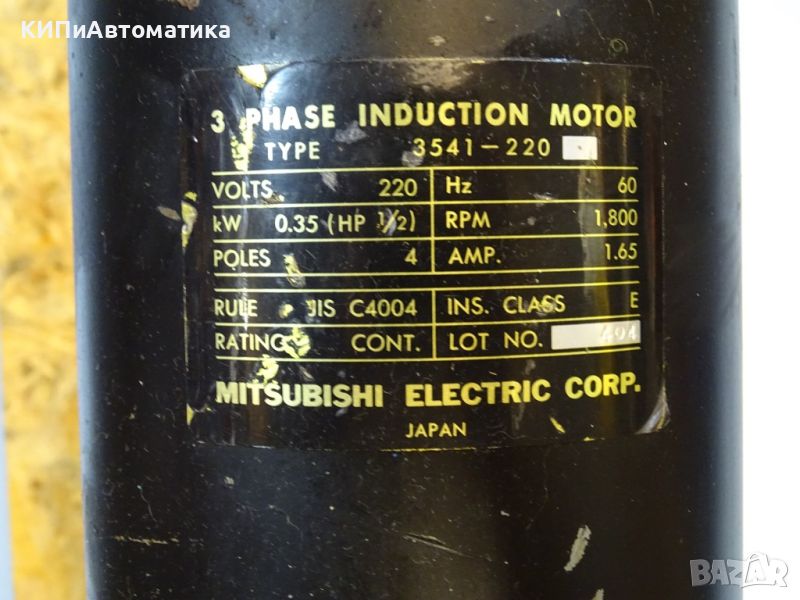 КИПиАвтоматика
3 PHASE INDUCTION MOTOR
TYPE 3541-220
VOLTS 220 Hz 60
kW 0.35 (HP 1/2) RPM 1,800
POLES 4 AMP. 1.65
RULE JIS C4004 INS. CLASS E
RATING CONT. LOT NO.
MITSUBISHI ELECTRIC CORP.
JAPAN
BAZAR